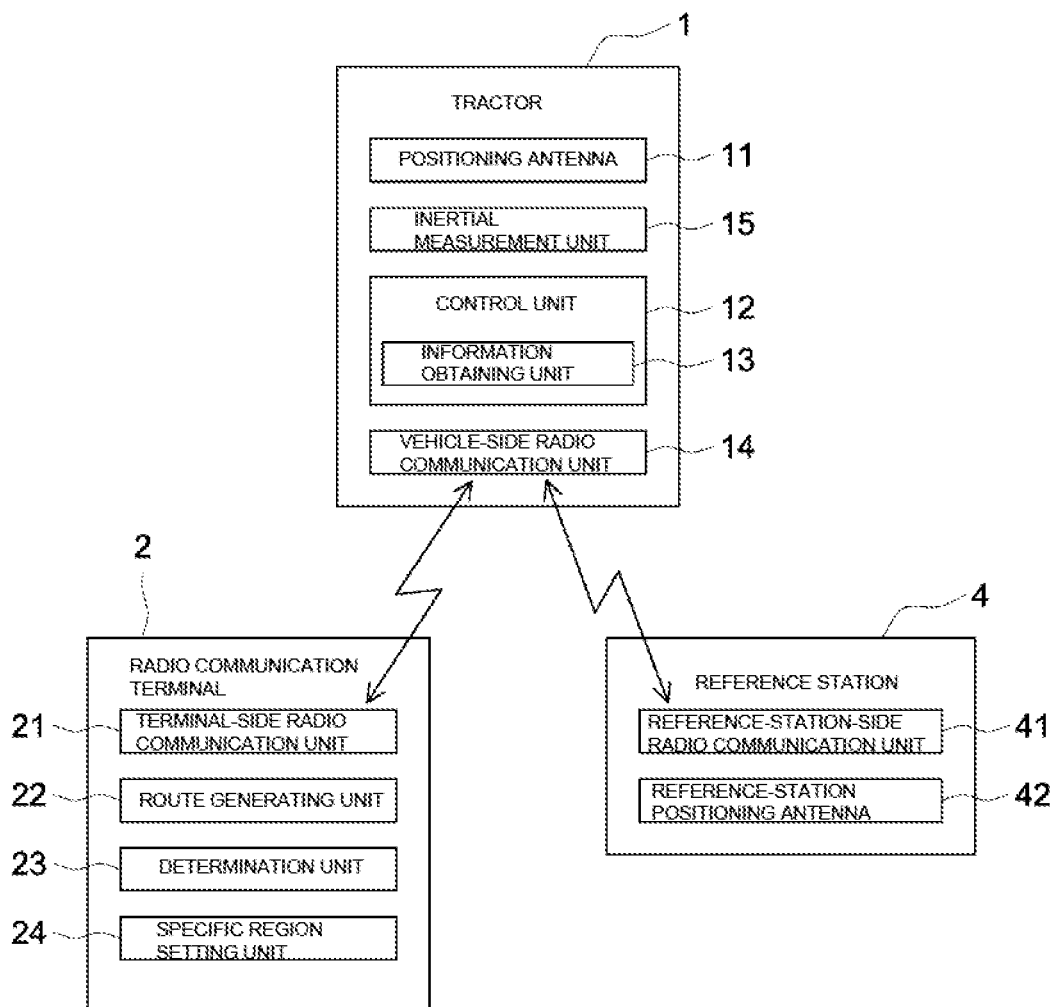 1
TRACTOR
POSITIONING ANTENNA
11
INERTIAL
MEASUREMENT UNIT
15
CONTROL UNIT
12
INFORMATION
OBTAINING UNIT
13
VEHICLE-SIDE RADIO
COMMUNICATION UNIT
14
2
RADIO COMMUNICATION
TERMINAL
21
TERMINAL-SIDE RADIO
COMMUNICATION UNIT
22
ROUTE GENERATING UNIT
23
DETERMINATION UNIT
24
SPECIFIC REGION
SETTING UNIT
4
REFERENCE STATION
REFERENCE-STATION-SIDE
RADIO COMMUNICATION UNIT
41
REFERENCE-STATION
POSITIONING ANTENNA
42